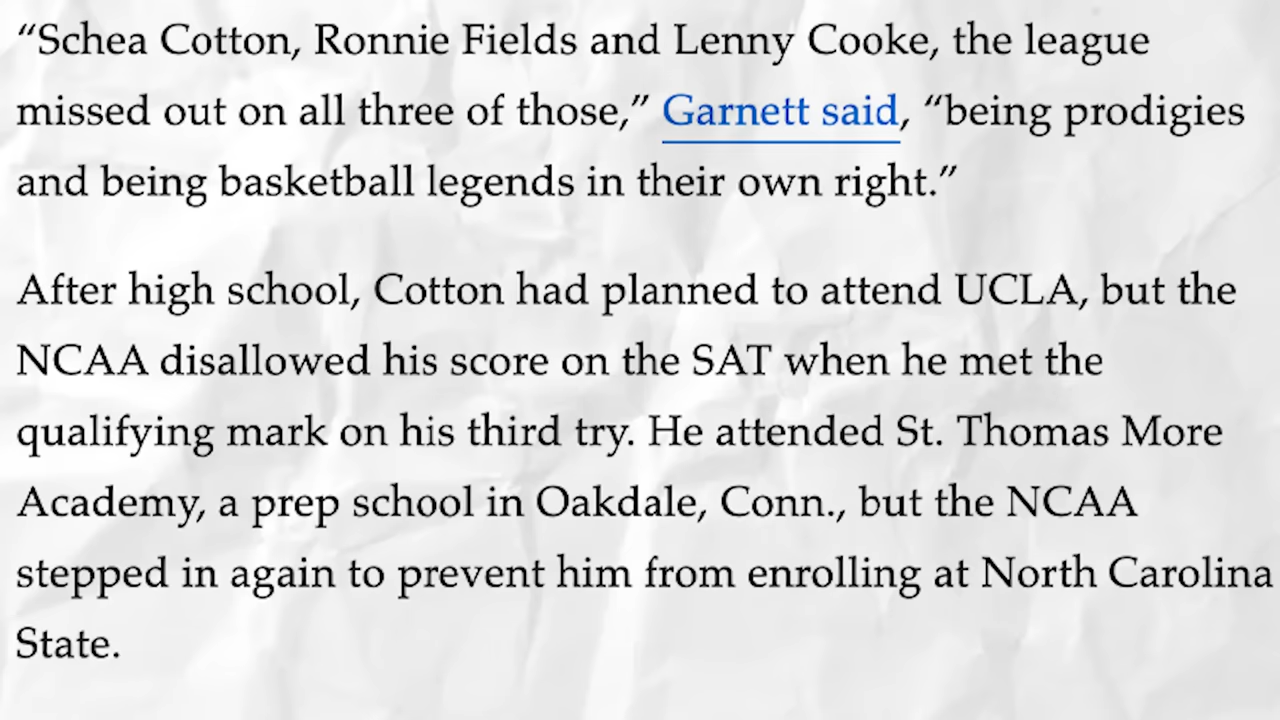 “Schea Cotton, Ronnie Fields and Lenny Cooke, the league
missed out on all three of those,” Garnett said, “being prodigies
and being basketball legends in their own right.”
After high school, Cotton had planned to attend UCLA, but the
NCAA disallowed his score on the SAT when he met the
qualifying mark on his third try. He attended St. Thomas More
Academy, a prep school in Oakdale, Conn., but the NCAA
stepped in again to prevent him from enrolling at North Carolina
State.